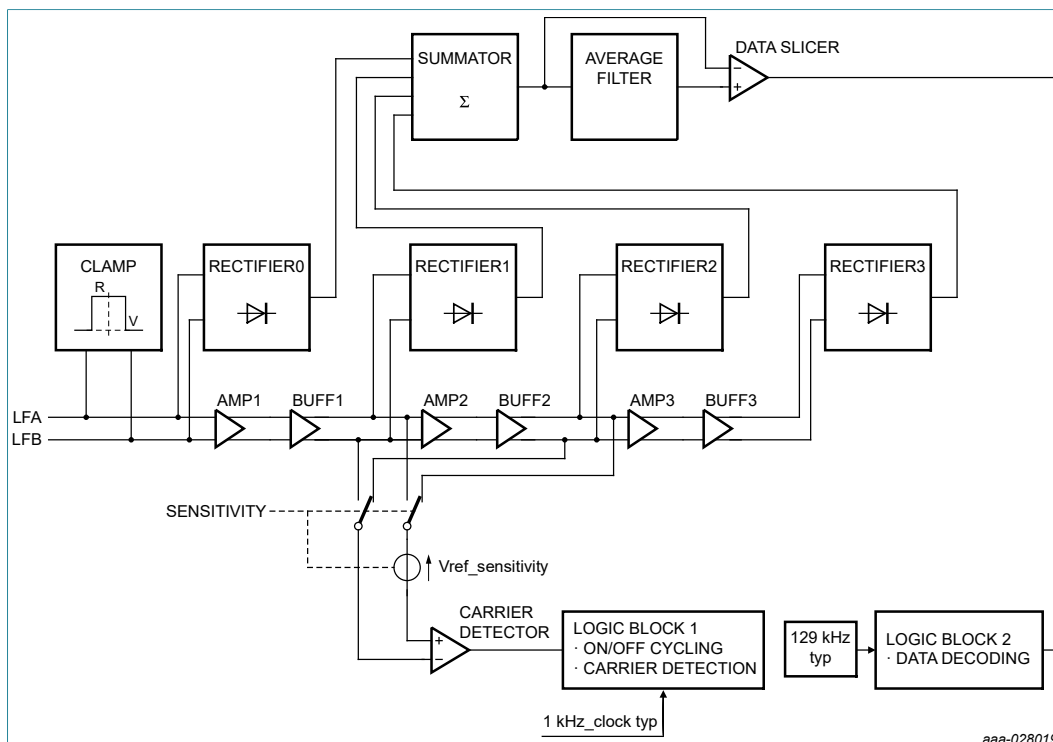 SUMMATOR
Σ
AVERAGE
FILTER
DATA SLICER
−
+
CLAMP
R
V
RECTIFIER0
RECTIFIER1
RECTIFIER2
RECTIFIER3
LFA
LFB
AMP1
BUFF1
AMP2
BUFF2
AMP3
BUFF3
SENSITIVITY
Vref_sensitivity
CARRIER
DETECTOR
+
−
LOGIC BLOCK 1
· ON/OFF CYCLING
· CARRIER DETECTION
129 kHz
typ
LOGIC BLOCK 2
· DATA DECODING
1 kHz_clock typ
aaa-028019